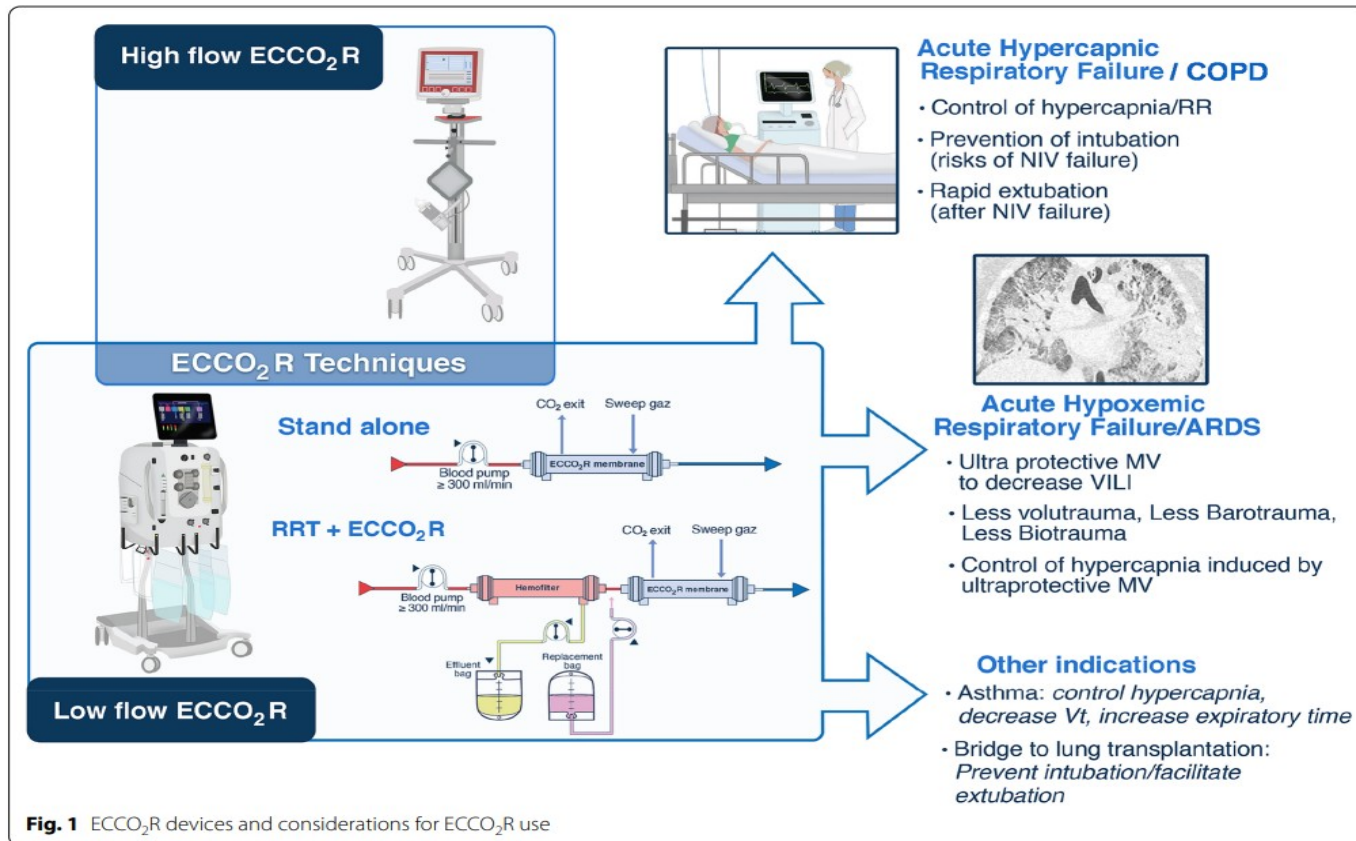 High flow ECCO₂R
ECCO₂R Techniques
Stand alone
CO₂ exit
Sweep gaz
ECCO₂R membrane
Blood pump
≥ 300 ml/min
RRT + ECCO₂R
CO₂ exit
Sweep gaz
Hemofilter
ECCO₂R membrane
Blood pump
≥ 300 ml/min
Effluent
bag
Replacement
bag
Low flow ECCO₂R
Acute Hypercapnic
Respiratory Failure / COPD
• Control of hypercapnia/RR
• Prevention of intubation
(risks of NIV failure)
• Rapid extubation
(after NIV failure)
Acute Hypoxemic
Respiratory Failure/ARDS
• Ultra protective MV
to decrease VILI
• Less volutrauma, Less Barotrauma,
Less Biotrauma
• Control of hypercapnia induced by
ultraprotective MV
Other indications
• Asthma: control hypercapnia,
decrease Vt, increase expiratory time
• Bridge to lung transplantation:
Prevent intubation/facilitate
extubation
Fig. 1 ECCO₂R devices and considerations for ECCO₂R use